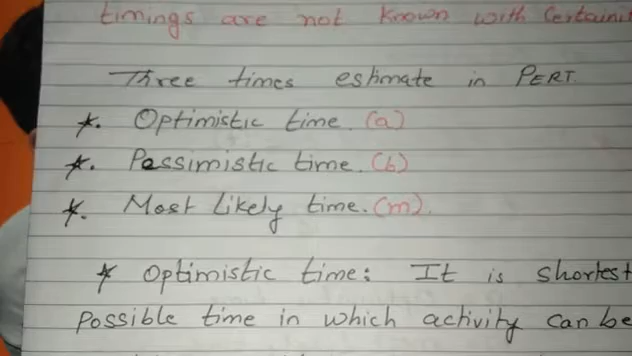 timings are not known with
Three times estimate in PERT.
*. Optimistic time. (a)
*. Pessimistic time. (b)
*. Most likely time. (m).
* Optimistic time: It is shortest
possible time in which activity can be